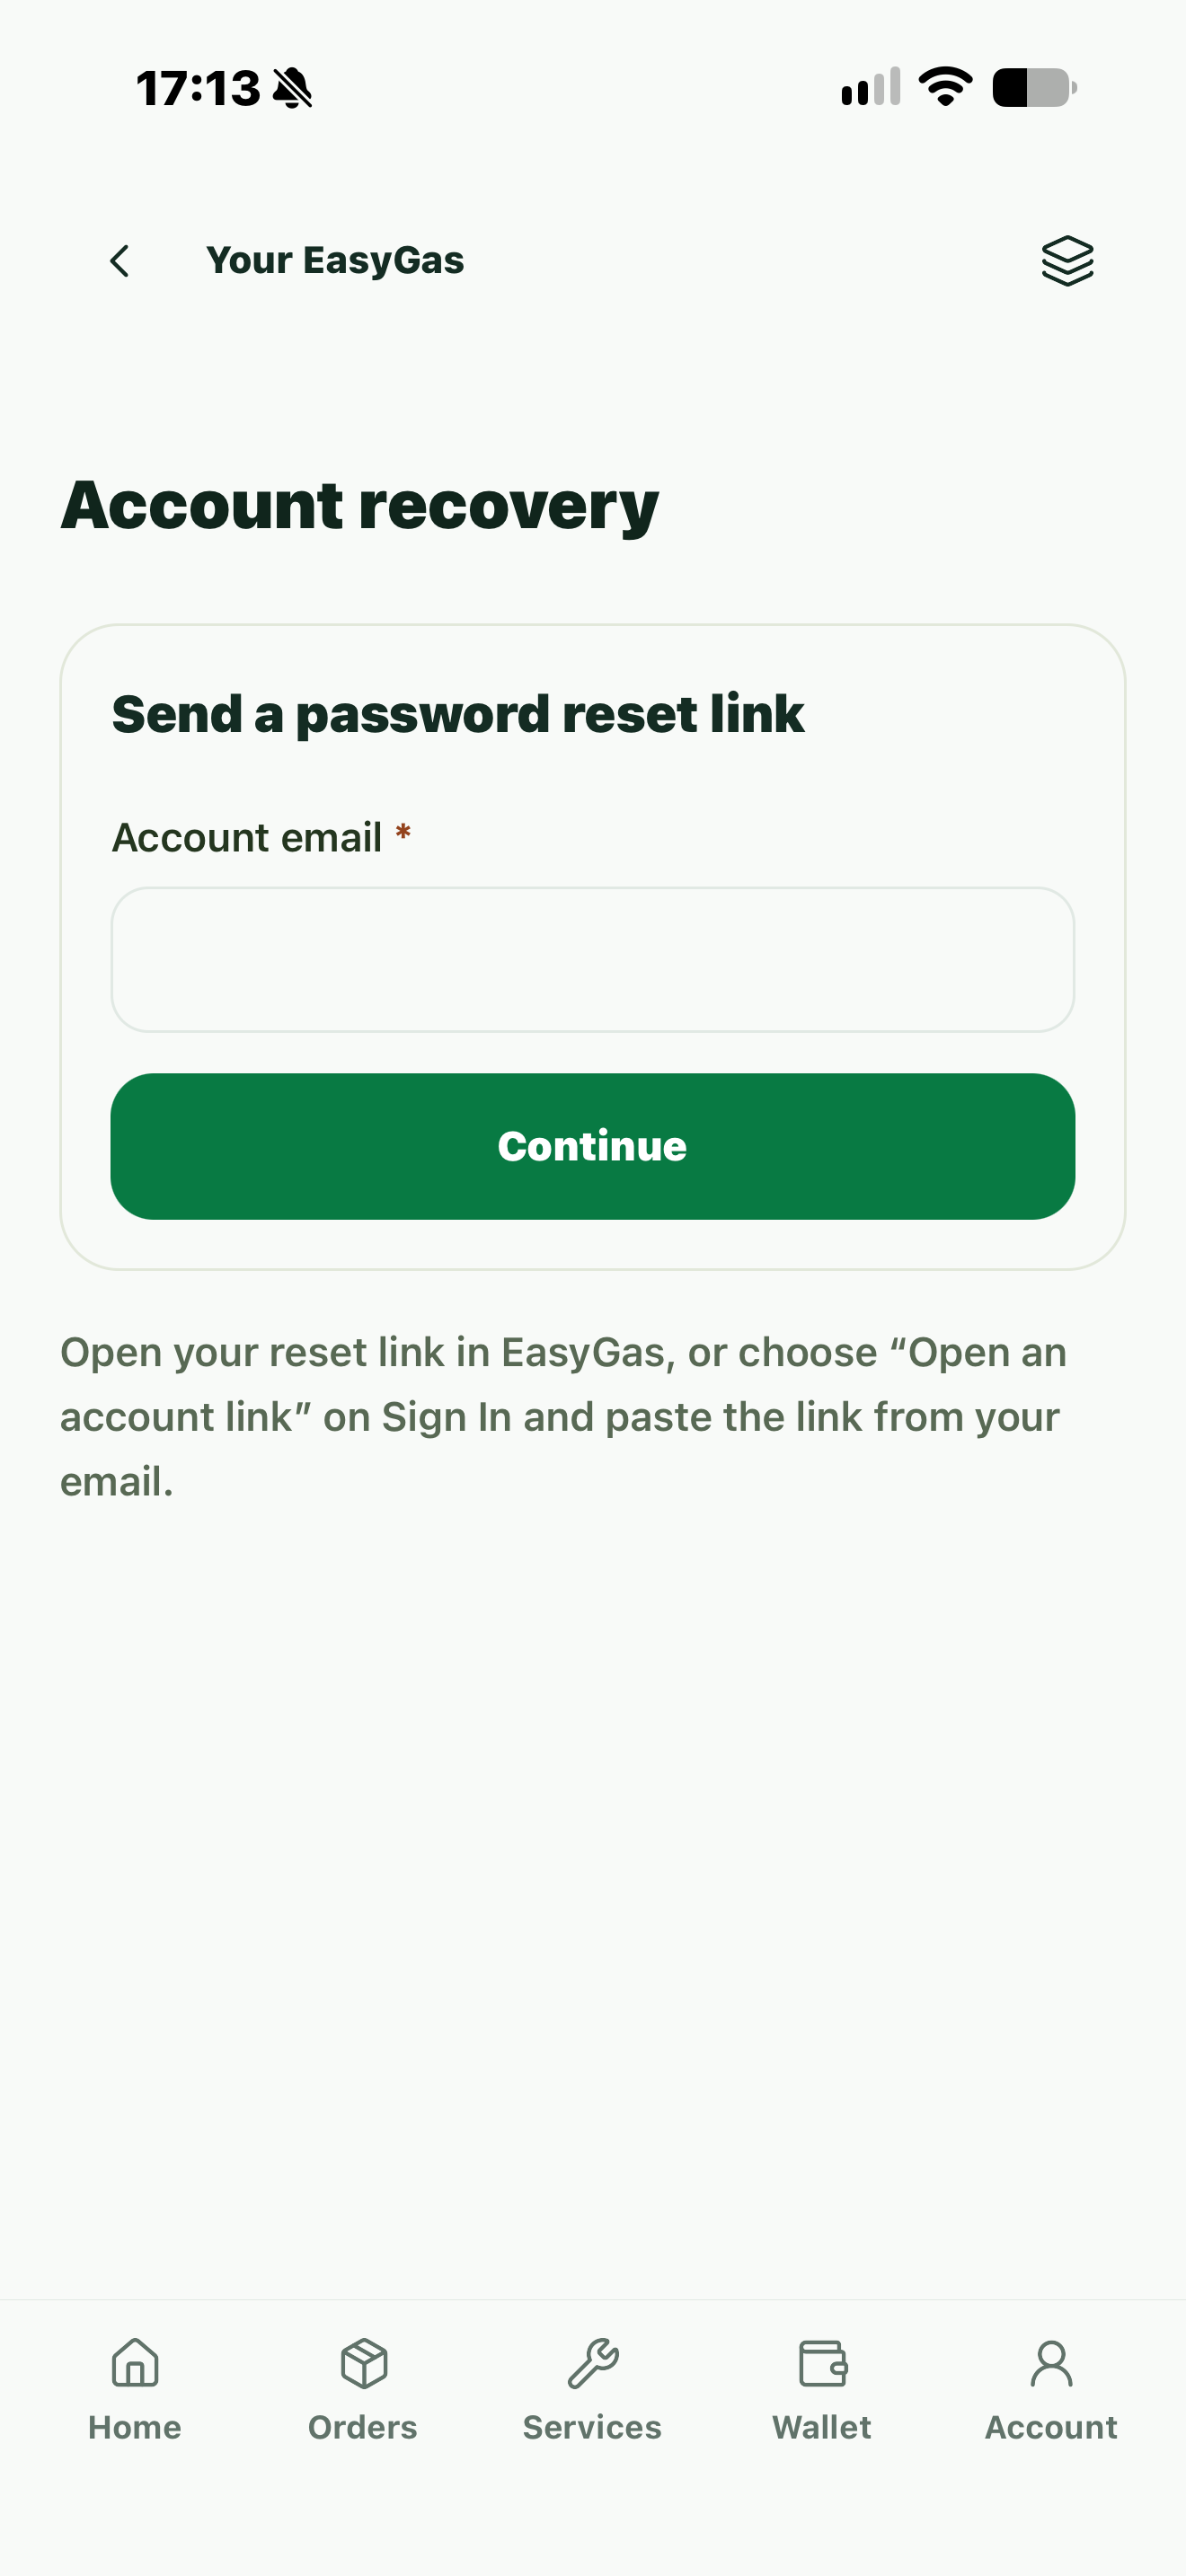 17:13
Your EasyGas
Account recovery
Send a password reset link
Account email *
Continue
Open your reset link in EasyGas, or choose “Open an
account link” on Sign In and paste the link from your
email.
Home
Orders
Services
Wallet
Account